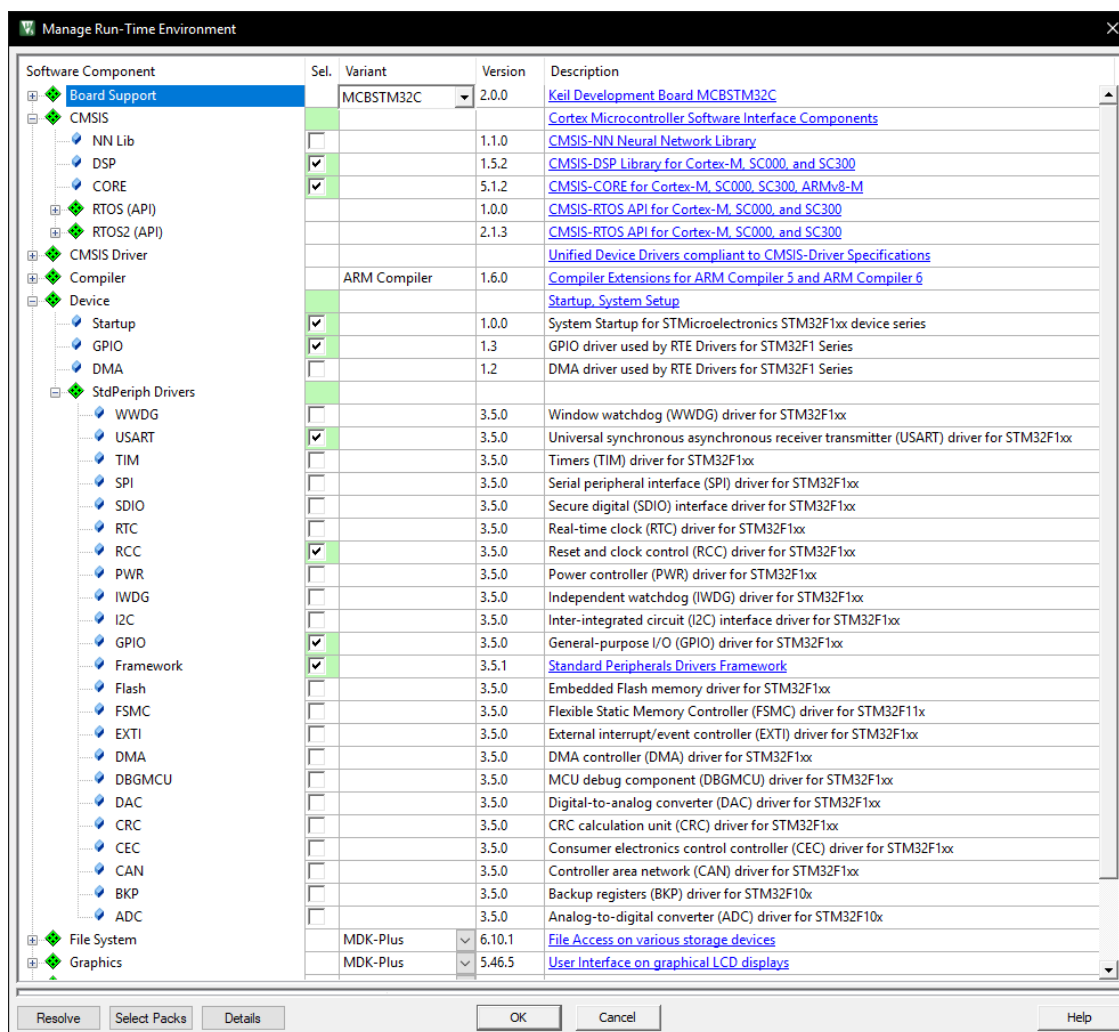 Manage Run-Time Environment
Software Component Sel. Variant Version Description
Board Support MCBSTM32C 2.0.0 Keil Development Board MCBSTM32C
CMSIS Cortex Microcontroller Software Interface Components
NN Lib 1.1.0 CMSIS-NN Neural Network Library
DSP 1.5.2 CMSIS-DSP Library for Cortex-M, SC000, and SC300
CORE 5.1.2 CMSIS-CORE for Cortex-M, SC000, SC300, ARMv8-M
RTOS (API) 1.0.0 CMSIS-RTOS API for Cortex-M, SC000, and SC300
RTOS2 (API) 2.1.3 CMSIS-RTOS API for Cortex-M, SC000, and SC300
CMSIS Driver Unified Device Drivers compliant to CMSIS-Driver Specifications
Compiler ARM Compiler 1.6.0 Compiler Extensions for ARM Compiler 5 and ARM Compiler 6
Device Startup, System Setup
Startup 1.0.0 System Startup for STMicroelectronics STM32F1xx device series
GPIO 1.3 GPIO driver used by RTE Drivers for STM32F1 Series
DMA 1.2 DMA driver used by RTE Drivers for STM32F1 Series
StdPeriph Drivers
WWDG 3.5.0 Window watchdog (WWDG) driver for STM32F1xx
USART 3.5.0 Universal synchronous asynchronous receiver transmitter (USART) driver for STM32F1xx
TIM 3.5.0 Timers (TIM) driver for STM32F1xx
SPI 3.5.0 Serial peripheral interface (SPI) driver for STM32F1xx
SDIO 3.5.0 Secure digital (SDIO) interface driver for STM32F1xx
RTC 3.5.0 Real-time clock (RTC) driver for STM32F1xx
RCC 3.5.0 Reset and clock control (RCC) driver for STM32F1xx
PWR 3.5.0 Power controller (PWR) driver for STM32F1xx
IWDG 3.5.0 Independent watchdog (IWDG) driver for STM32F1xx
I2C 3.5.0 Inter-integrated circuit (I2C) interface driver for STM32F1xx
GPIO 3.5.0 General-purpose I/O (GPIO) driver for STM32F1xx
Framework 3.5.1 Standard Peripherals Drivers Framework
Flash 3.5.0 Embedded Flash memory driver for STM32F1xx
FSMC 3.5.0 Flexible Static Memory Controller (FSMC) driver for STM32F11x
EXTI 3.5.0 External interrupt/event controller (EXTI) driver for STM32F1xx
DMA 3.5.0 DMA controller (DMA) driver for STM32F1xx
DBGMCU 3.5.0 MCU debug component (DBGMCU) driver for STM32F1xx
DAC 3.5.0 Digital-to-analog converter (DAC) driver for STM32F1xx
CRC 3.5.0 CRC calculation unit (CRC) driver for STM32F1xx
CEC 3.5.0 Consumer electronics control controller (CEC) driver for STM32F1xx
CAN 3.5.0 Controller area network (CAN) driver for STM32F1xx
BKP 3.5.0 Backup registers (BKP) driver for STM32F10x
ADC 3.5.0 Analog-to-digital converter (ADC) driver for STM32F10x
File System MDK-Plus 6.10.1 File Access on various storage devices
Graphics MDK-Plus 5.46.5 User Interface on graphical LCD displays
Resolve Select Packs Details OK Cancel Help